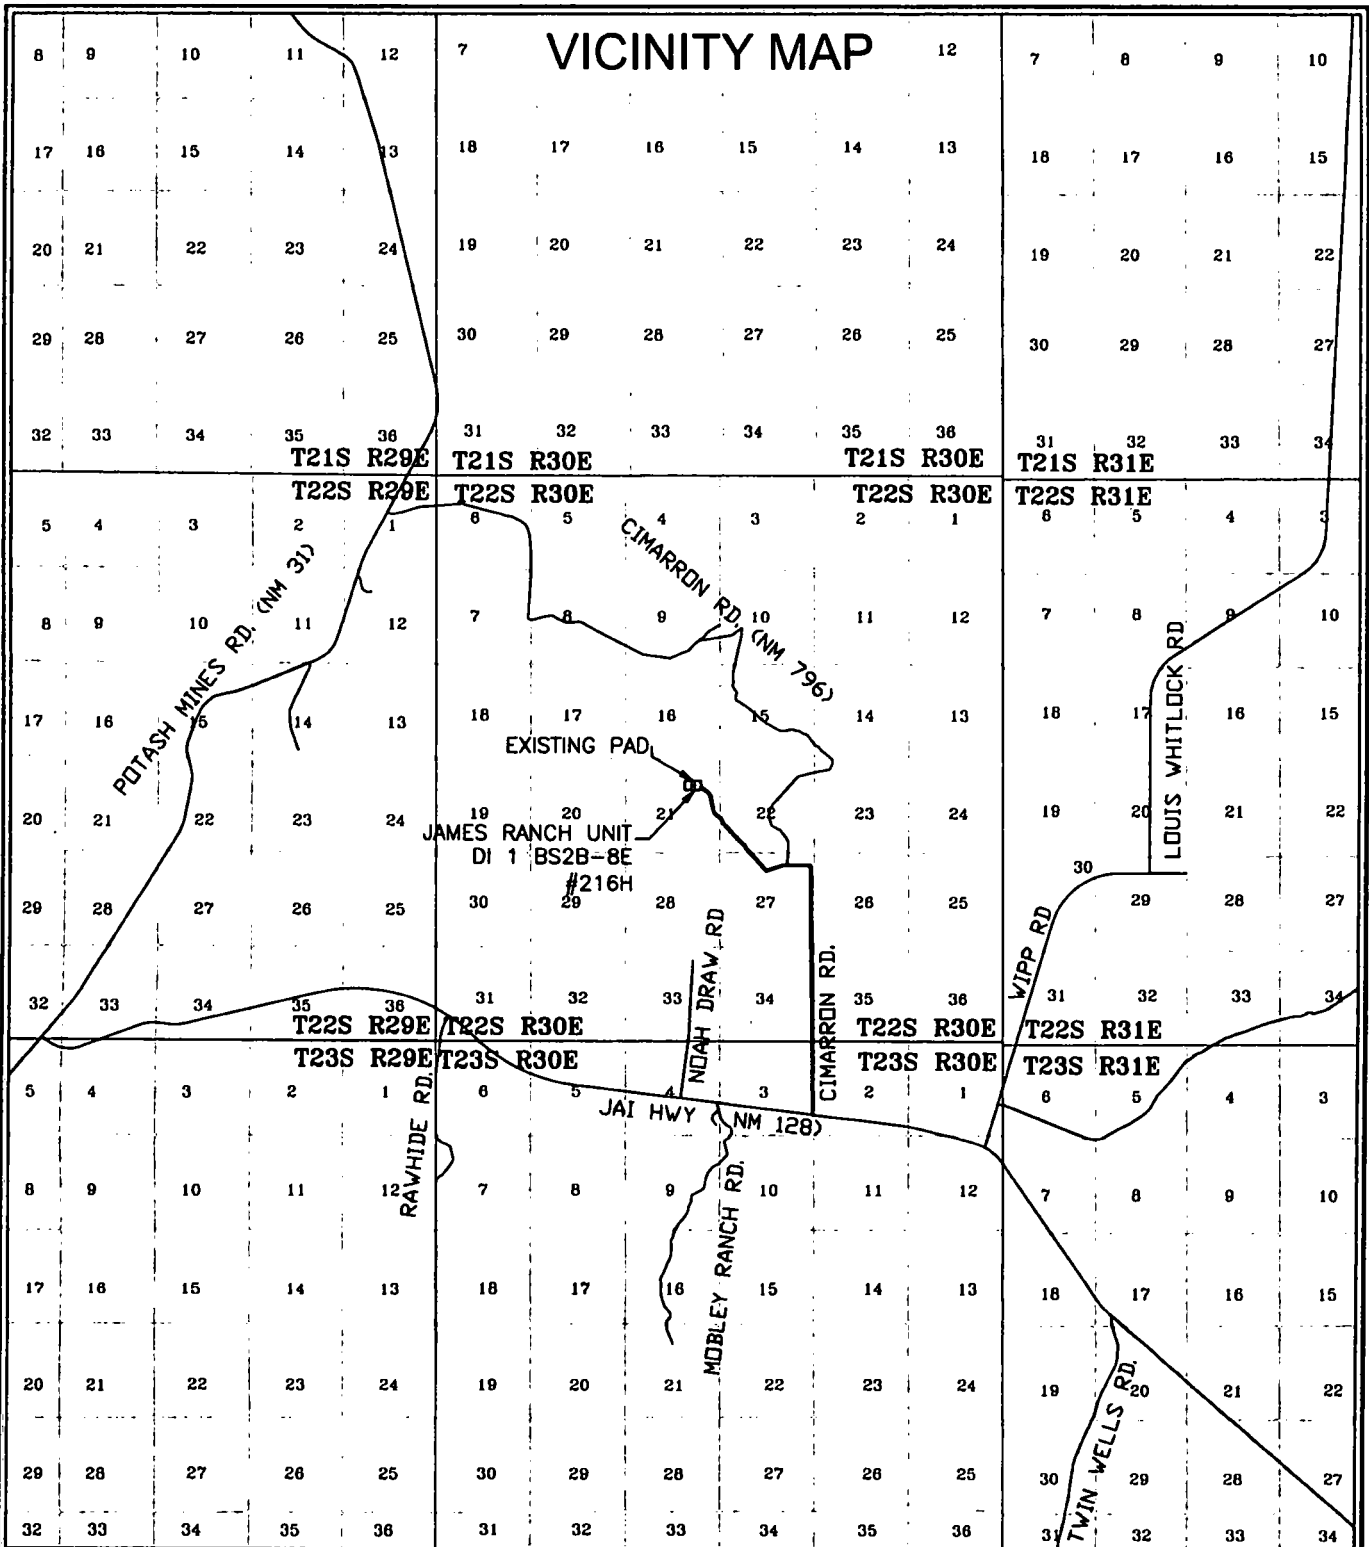 VICINITY MAP
8 9 10 11 12 7 12 7 8 9 10
17 16 15 14 13 18 17 16 15 14 13 18 17 16 15
20 21 22 23 24 19 20 21 22 23 24 19 20 21 22
29 28 27 26 25 30 29 28 27 26 25 30 29 28 27
32 33 34 35 36 31 32 33 34 35 36 31 32 33 34
T21S R29E T21S R30E T21S R30E T21S R31E
T22S R29E T22S R30E T22S R30E T22S R31E
5 4 3 2 1 6 5 4 3 2 1 6 5 4 3
CIMARRON RD. (NM 796)
POTASH MINES RD. (NM 31)
8 9 10 11 12 7 8 9 10 11 12 7 8 9 10
LOUIS WHITLOCK RD
17 16 15 14 13 18 17 16 15 14 13 18 17 16 15
EXISTING PAD
20 21 22 23 24 19 20 21 22 23 24 19 20 21 22
JAMES RANCH UNIT
DI 1 BS2B-8E
#216H
29 28 27 26 25 30 29 28 27 26 25 30 29 28 27
NOAH DRAW RD
CIMARRON RD.
WIPP RD
32 33 34 35 36 31 32 33 34 35 36 31 32 33 34
T22S R29E T22S R30E T22S R30E T22S R31E
T23S R29E T23S R30E T23S R30E T23S R31E
5 4 3 2 1 6 5 4 3 2 1 6 5 4 3
JAI HWY (NM 128)
RAWHIDE RD.
MOBLEY RANCH RD.
8 9 10 11 12 7 8 9 10 11 12 7 8 9 10
17 16 15 14 13 18 17 16 15 14 13 18 17 16 15
20 21 22 23 24 19 20 21 22 23 24 19 20 21 22
TWIN WELLS RD.
29 28 27 26 25 30 29 28 27 26 25 30 29 28 27
32 33 34 35 36 31 32 33 34 35 36 31 32 33 34